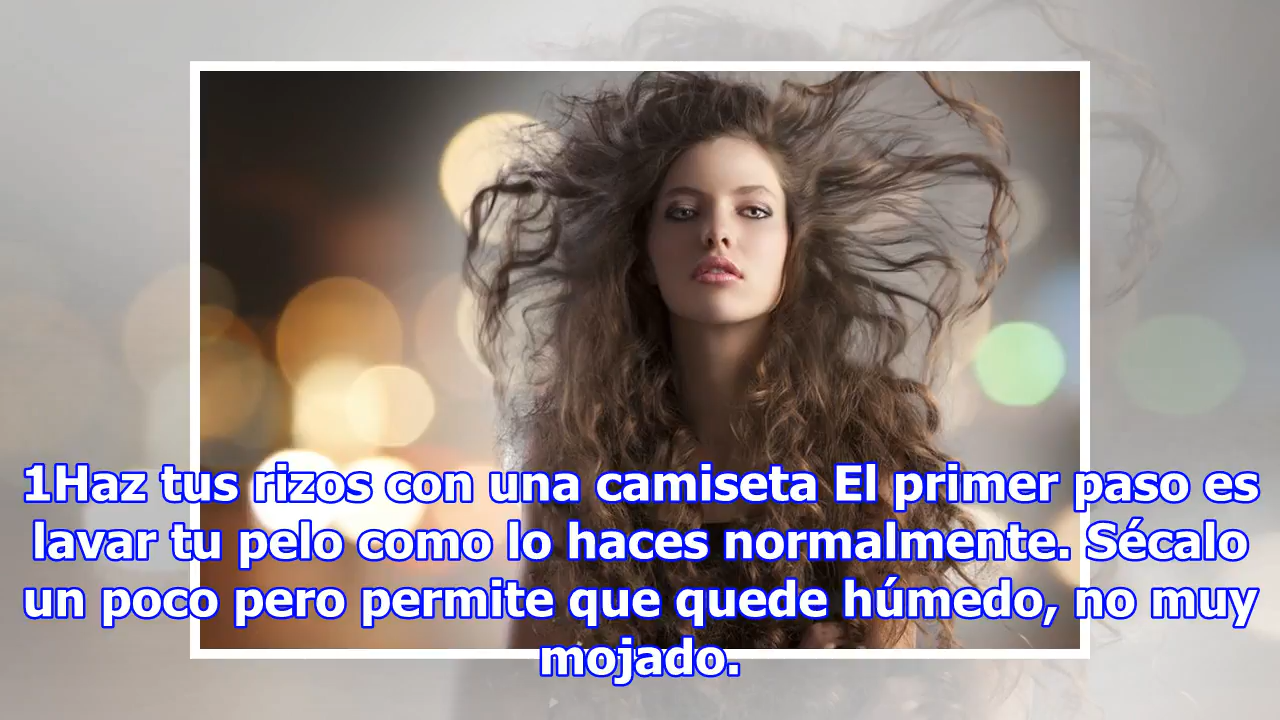 1Haz tus rizos con una camiseta El primer paso es
lavar tu pelo como lo haces normalmente. Sécalo
un poco pero permite que quede húmedo, no muy
mojado.